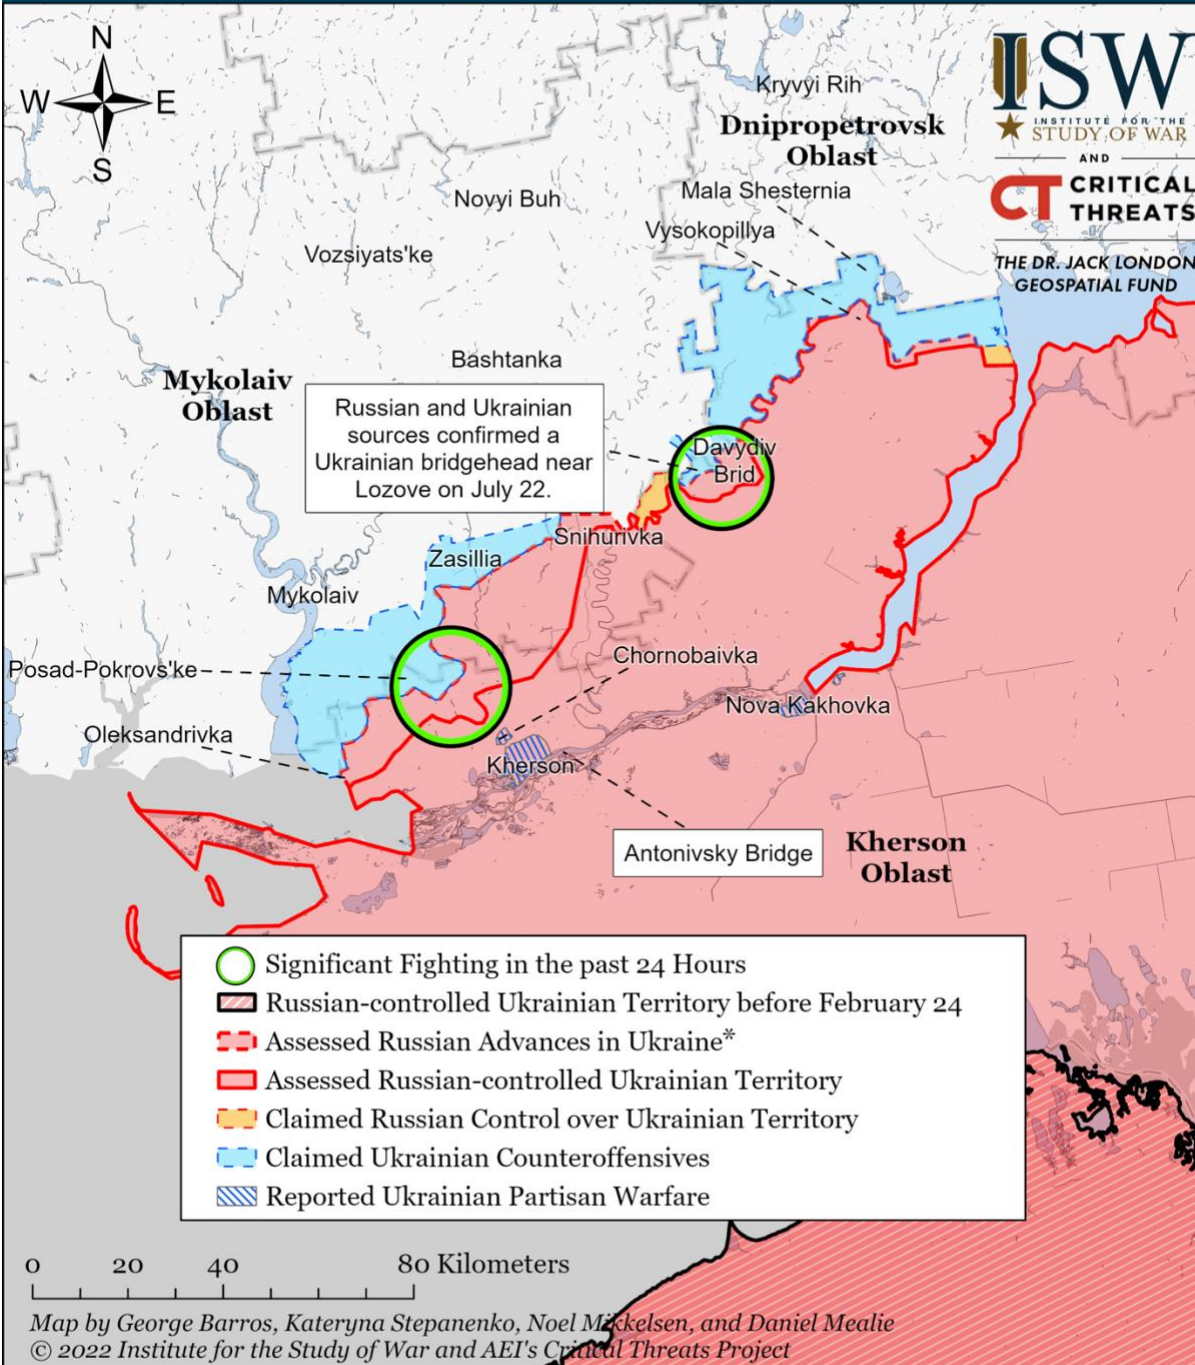 N
W
E
S
ISW
INSTITUTE FOR THE
STUDY OF WAR
AND
CT CRITICAL
THREATS
THE DR. JACK LONDON
GEOSPATIAL FUND
Kryvyi Rih
Dnipropetrovsk
Oblast
Mala Shesternia
Novyi Buh
Vysokopillya
Vozsiyats'ke
Bashtanka
Mykolaiv
Oblast
Russian and Ukrainian
sources confirmed a
Ukrainian bridgehead near
Lozove on July 22.
Davydiv
Brid
Snihurivka
Zasillia
Mykolaiv
Posad-Pokrovs'ke
Chornobaivka
Nova Kakhovka
Oleksandrivka
Kherson
Antonivsky Bridge
Kherson
Oblast
Significant Fighting in the past 24 Hours
Russian-controlled Ukrainian Territory before February 24
Assessed Russian Advances in Ukraine*
Assessed Russian-controlled Ukrainian Territory
Claimed Russian Control over Ukrainian Territory
Claimed Ukrainian Counteroffensives
Reported Ukrainian Partisan Warfare
0 20 40 80 Kilometers
Map by George Barros, Kateryna Stepanenko, Noel Mikkelsen, and Daniel Mealie
© 2022 Institute for the Study of War and AEI's Critical Threats Project